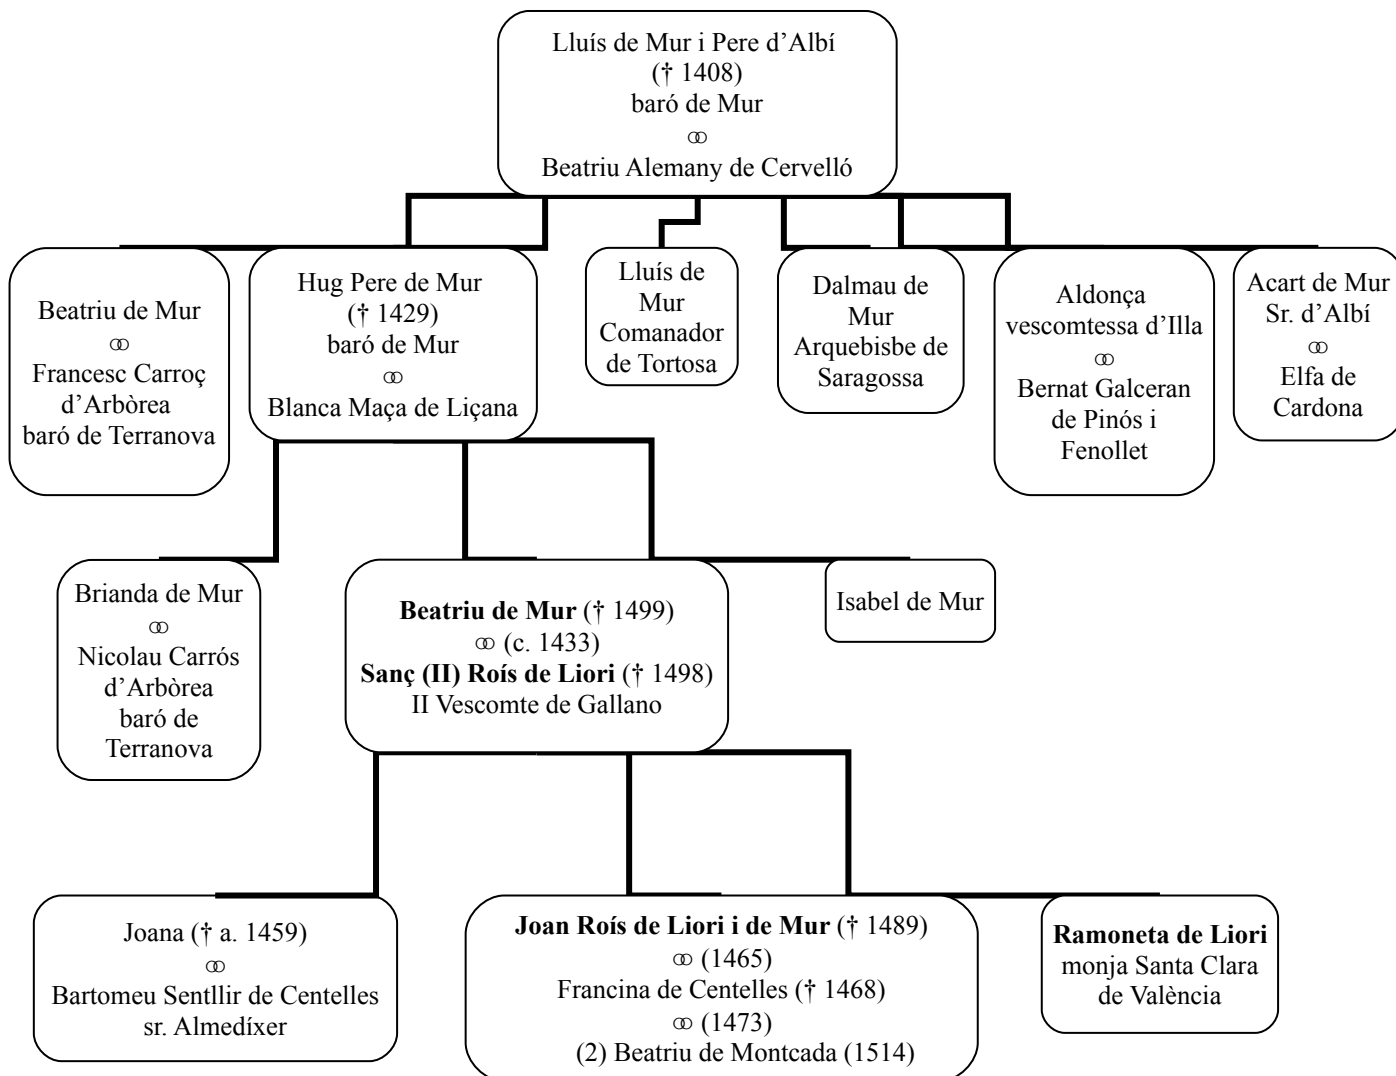 Lluís de Mur i Pere d’Albí
(† 1408)
baró de Mur
⚭
Beatriu Alemany de Cervelló
Beatriu de Mur
⚭
Francesc Carroç
d’Arbòrea
baró de Terranova
Hug Pere de Mur
(† 1429)
baró de Mur
⚭
Blanca Maça de Liçana
Lluís de
Mur
Comanador
de Tortosa
Dalmau de
Mur
Arquebisbe de
Saragossa
Aldonça
vescomtessa d’Illa
⚭
Bernat Galceran
de Pinós i
Fenollet
Acart de Mur
Sr. d’Albí
⚭
Elfa de
Cardona
Brianda de Mur
⚭
Nicolau Carrós
d’Arbòrea
baró de
Terranova
Beatriu de Mur († 1499)
⚭ (c. 1433)
Sanç (II) Roís de Liori († 1498)
II Vescomte de Gallano
Isabel de Mur
Joana († a. 1459)
⚭
Bartomeu Sentllir de Centelles
sr. Almedíxer
Joan Roís de Liori i de Mur († 1489)
⚭ (1465)
Francina de Centelles († 1468)
⚭ (1473)
(2) Beatriu de Montcada (1514)
Ramoneta de Liori
monja Santa Clara
de València